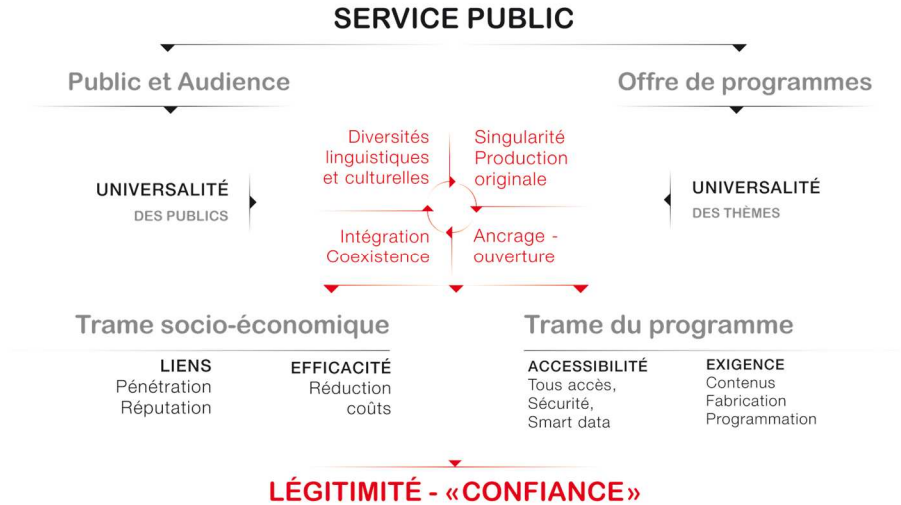 SERVICE PUBLIC
Public et Audience
Offre de programmes
Diversités
linguistiques
et culturelles
Singularité
Production
originale
UNIVERSALITÉ
DES PUBLICS
UNIVERSALITÉ
DES THÈMES
Intégration
Coexistence
Ancrage -
ouverture
Trame socio-économique
Trame du programme
LIENS
Pénétration
Réputation
EFFICACITÉ
Réduction
coûts
ACCESSIBILITÉ
Tous accès,
Sécurité,
Smart data
EXIGENCE
Contenus
Fabrication
Programmation
LÉGITIMITÉ - «CONFIANCE»